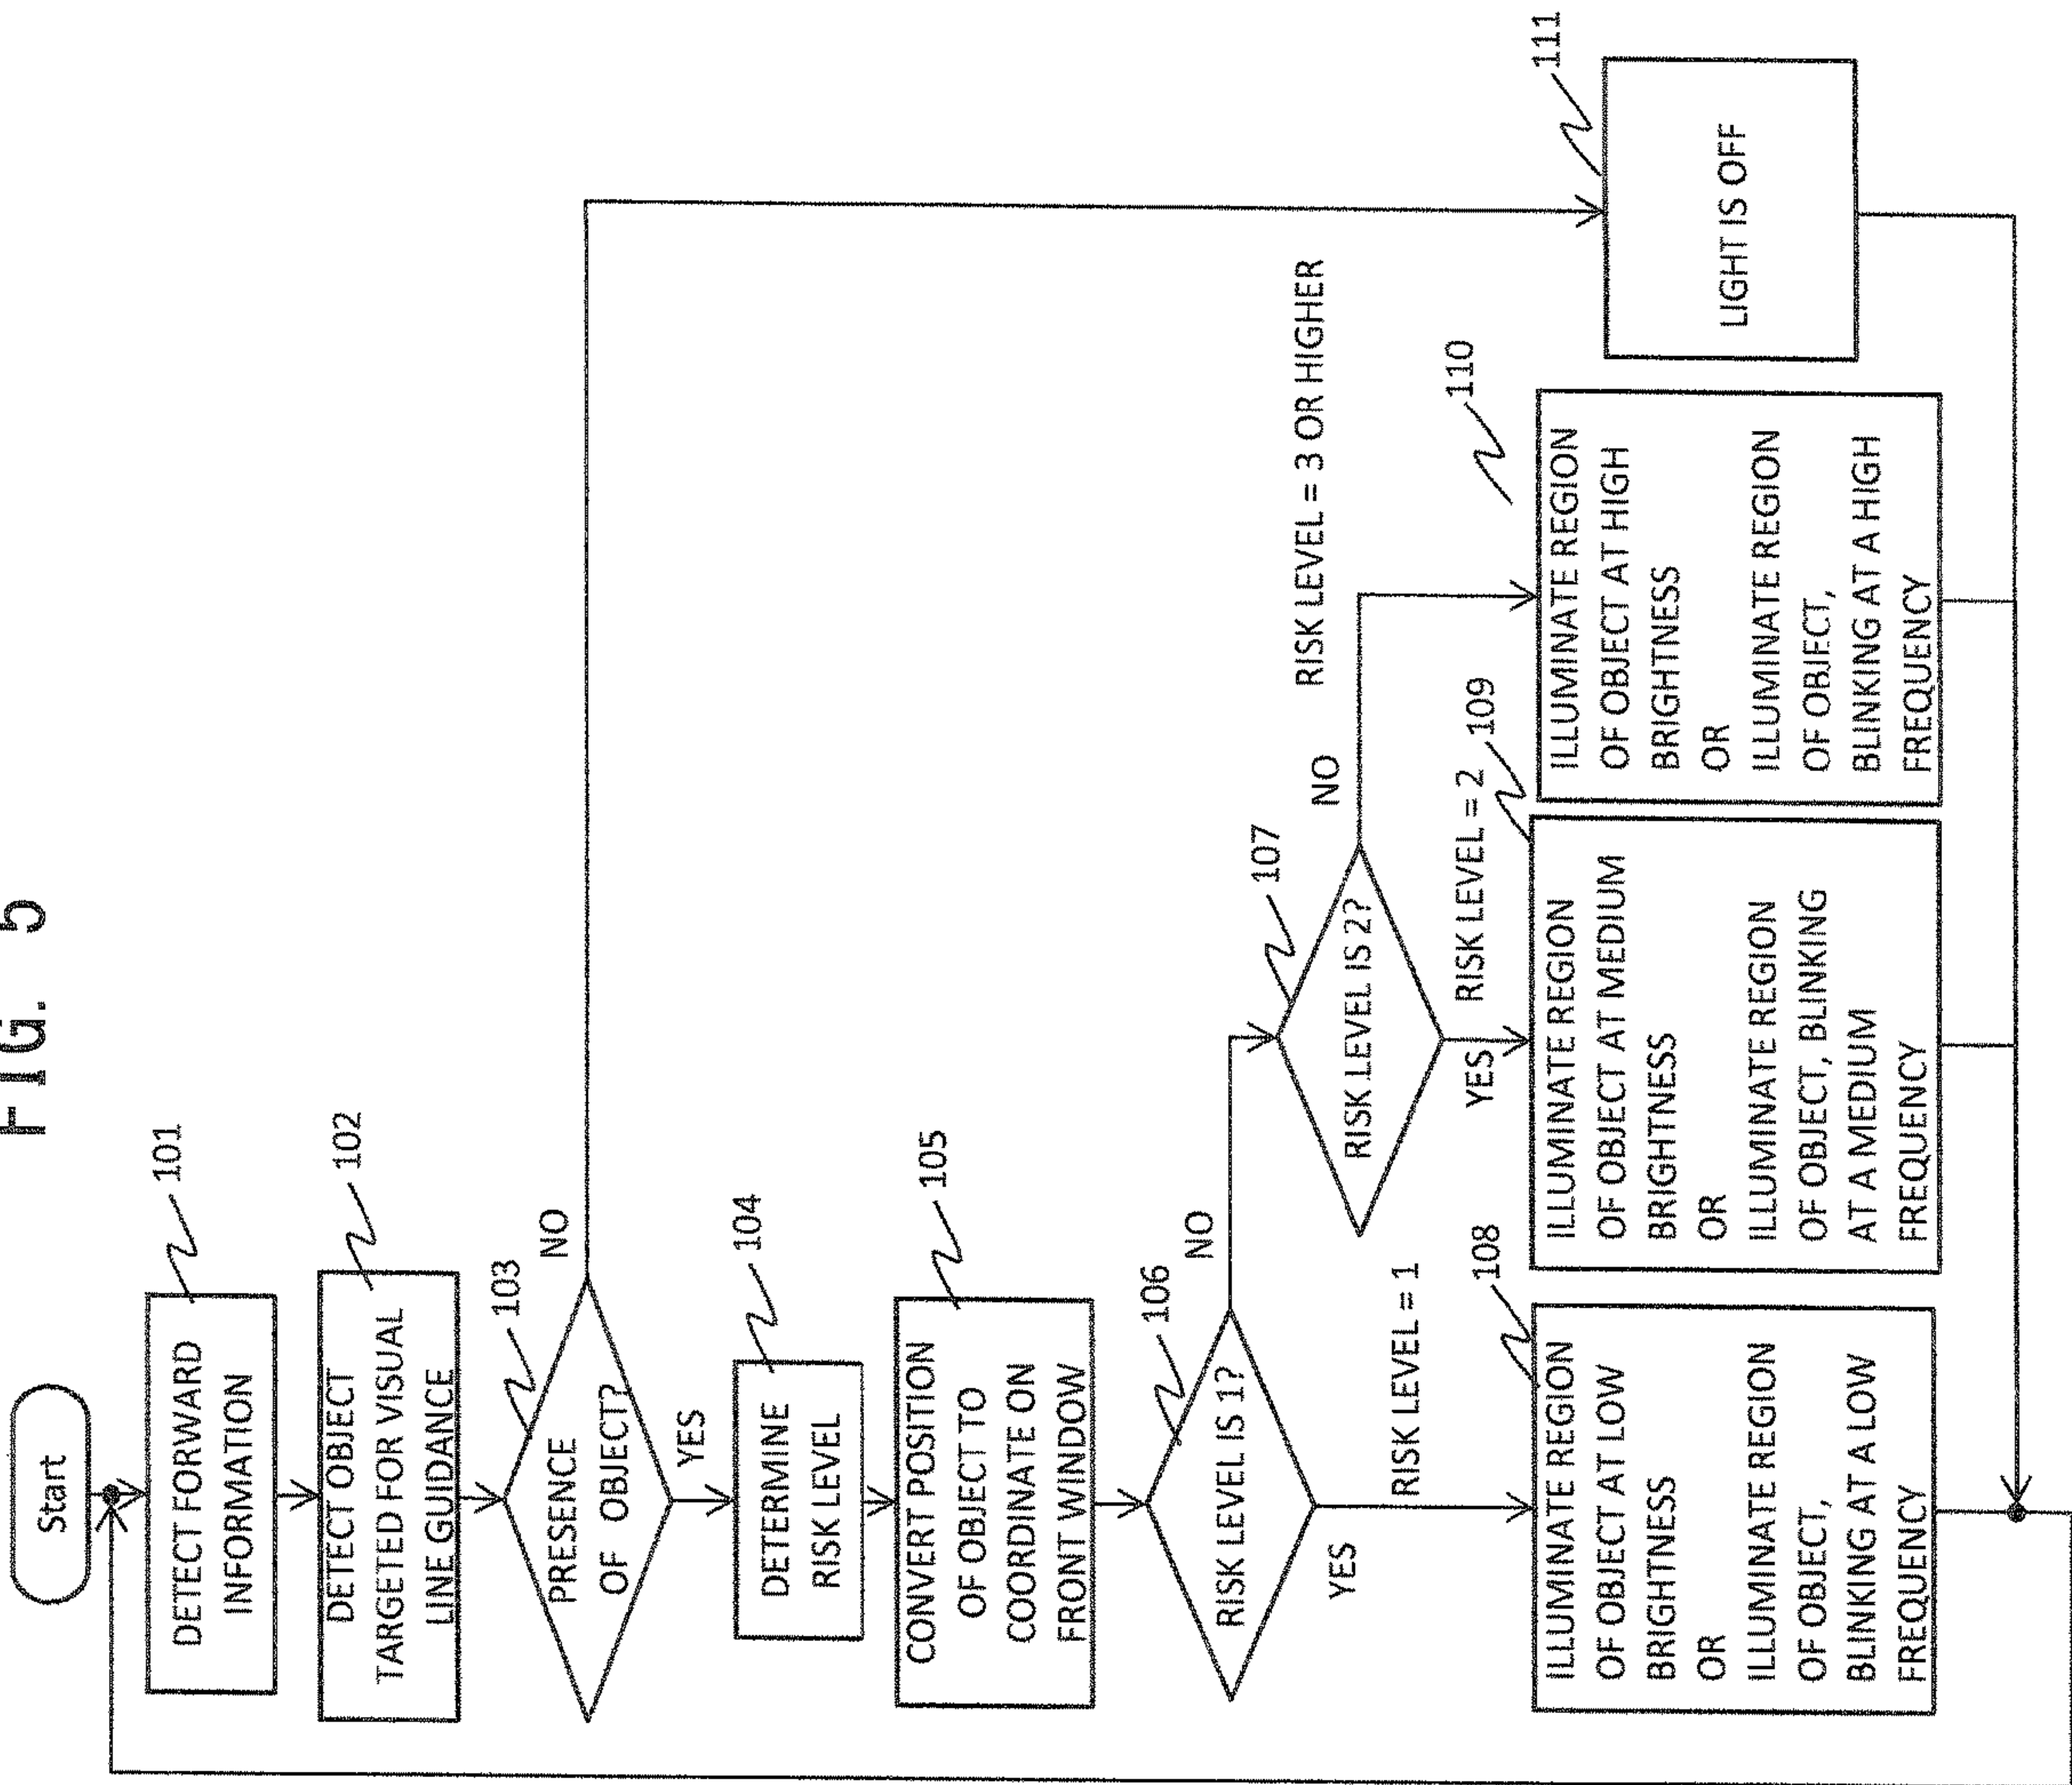 FIG. 5
Start
101
DETECT FORWARD
INFORMATION
102
DETECT OBJECT
TARGETED FOR VISUAL
LINE GUIDANCE
103
PRESENCE
OF OBJECT?
NO
YES
104
DETERMINE
RISK LEVEL
105
CONVERT POSITION
OF OBJECT TO
COORDINATE ON
FRONT WINDOW
106
RISK LEVEL IS 1?
NO
YES
RISK LEVEL = 1
107
RISK LEVEL IS 2?
NO
RISK LEVEL = 3 OR HIGHER
YES
RISK LEVEL = 2
108
ILLUMINATE REGION
OF OBJECT AT LOW
BRIGHTNESS
OR
ILLUMINATE REGION
OF OBJECT,
BLINKING AT A LOW
FREQUENCY
109
ILLUMINATE REGION
OF OBJECT AT MEDIUM
BRIGHTNESS
OR
ILLUMINATE REGION
OF OBJECT, BLINKING
AT A MEDIUM
FREQUENCY
110
ILLUMINATE REGION
OF OBJECT AT HIGH
BRIGHTNESS
OR
ILLUMINATE REGION
OF OBJECT,
BLINKING AT A HIGH
FREQUENCY
111
LIGHT IS OFF